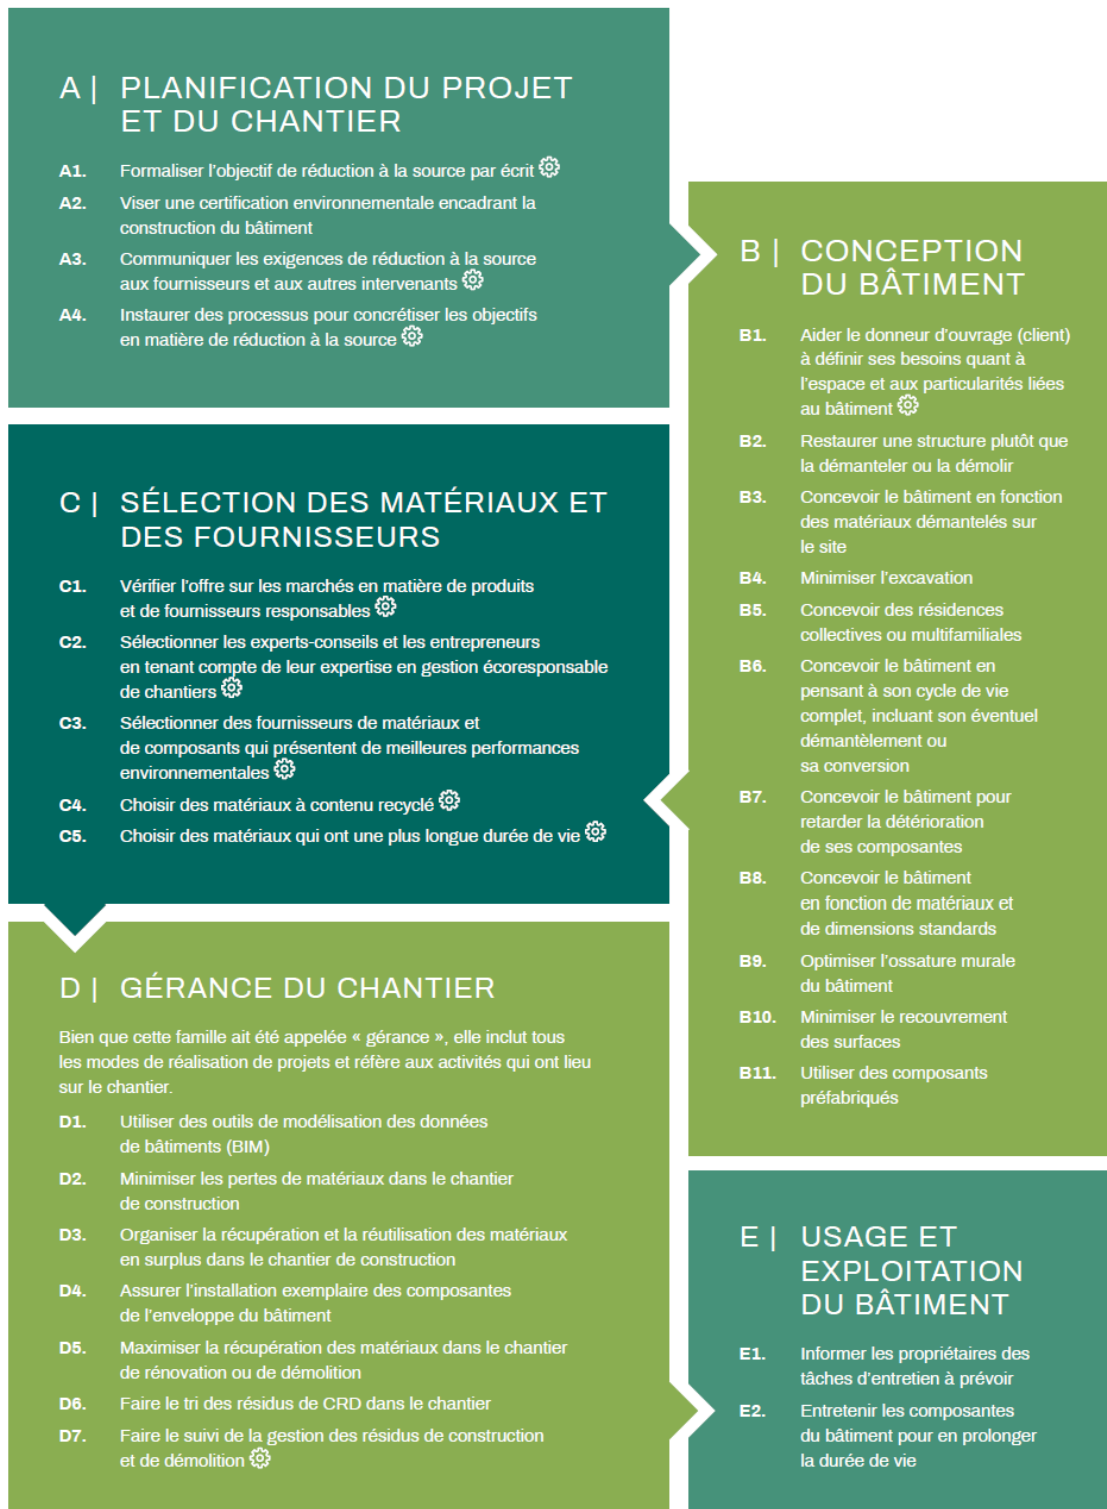 A | PLANIFICATION DU PROJET
ET DU CHANTIER
A1. Formaliser l’objectif de réduction à la source par écrit
A2. Viser une certification environnementale encadrant la
construction du bâtiment
A3. Communiquer les exigences de réduction à la source
aux fournisseurs et aux autres intervenants
A4. Instaurer des processus pour concrétiser les objectifs
en matière de réduction à la source
B | CONCEPTION
DU BÂTIMENT
B1. Aider le donneur d’ouvrage (client)
à définir ses besoins quant à
l’espace et aux particularités liées
au bâtiment
B2. Restaurer une structure plutôt que
la démanteler ou la démolir
B3. Concevoir le bâtiment en fonction
des matériaux démantelés sur
le site
B4. Minimiser l’excavation
B5. Concevoir des résidences
collectives ou multifamiliales
B6. Concevoir le bâtiment en
pensant à son cycle de vie
complet, incluant son éventuel
démantèlement ou
sa conversion
B7. Concevoir le bâtiment pour
retarder la détérioration
de ses composantes
B8. Concevoir le bâtiment
en fonction de matériaux et
de dimensions standards
B9. Optimiser l’ossature murale
du bâtiment
B10. Minimiser le recouvrement
des surfaces
B11. Utiliser des composants
préfabriqués
C | SÉLECTION DES MATÉRIAUX ET
DES FOURNISSEURS
C1. Vérifier l’offre sur les marchés en matière de produits
et de fournisseurs responsables
C2. Sélectionner les experts-conseils et les entrepreneurs
en tenant compte de leur expertise en gestion écoresponsable
de chantiers
C3. Sélectionner des fournisseurs de matériaux et
de composants qui présentent de meilleures performances
environnementales
C4. Choisir des matériaux à contenu recyclé
C5. Choisir des matériaux qui ont une plus longue durée de vie
D | GÉRANCE DU CHANTIER
Bien que cette famille ait été appelée « gérance », elle inclut tous
les modes de réalisation de projets et réfère aux activités qui ont lieu
sur le chantier.
D1. Utiliser des outils de modélisation des données
de bâtiments (BIM)
D2. Minimiser les pertes de matériaux dans le chantier
de construction
D3. Organiser la récupération et la réutilisation des matériaux
en surplus dans le chantier de construction
D4. Assurer l’installation exemplaire des composantes
de l’enveloppe du bâtiment
D5. Maximiser la récupération des matériaux dans le chantier
de rénovation ou de démolition
D6. Faire le tri des résidus de CRD dans le chantier
D7. Faire le suivi de la gestion des résidus de construction
et de démolition
E | USAGE ET
EXPLOITATION
DU BÂTIMENT
E1. Informer les propriétaires des
tâches d’entretien à prévoir
E2. Entretenir les composantes
du bâtiment pour en prolonger
la durée de vie